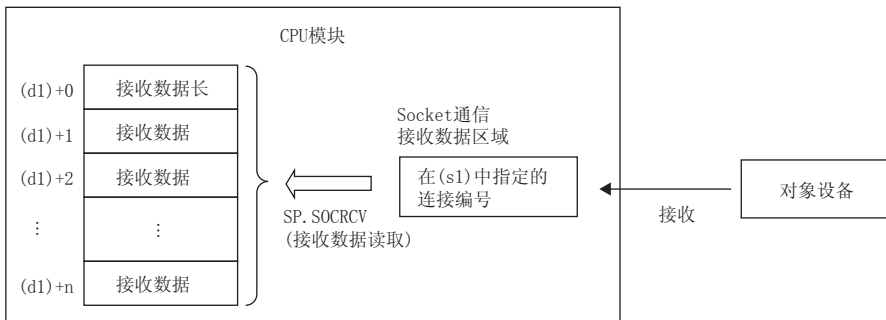 CPU模块
(d1)+0 接收数据长
(d1)+1 接收数据
(d1)+2 接收数据
⋮ ⋮
(d1)+n 接收数据
Socket通信
接收数据区域
在(s1)中指定的
连接编号
SP.SOCRCV
(接收数据读取)
接收
对象设备